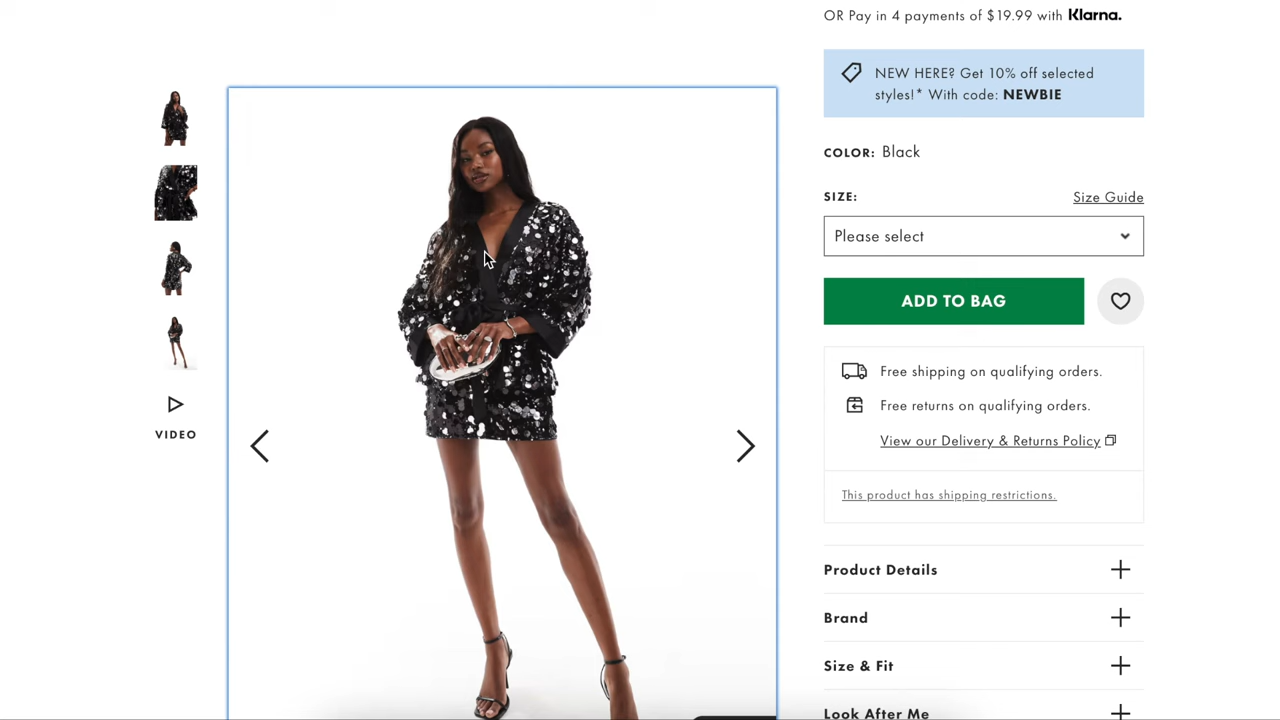 OR Pay in 4 payments of $19.99 with Klarna.
NEW HERE? Get 10% off selected
styles!* With code: NEWBIE
COLOR: Black
SIZE:
Size Guide
Please select
ADD TO BAG
VIDEO
Free shipping on qualifying orders.
Free returns on qualifying orders.
View our Delivery & Returns Policy
This product has shipping restrictions.
Product Details
Brand
Size & Fit
Look After Me